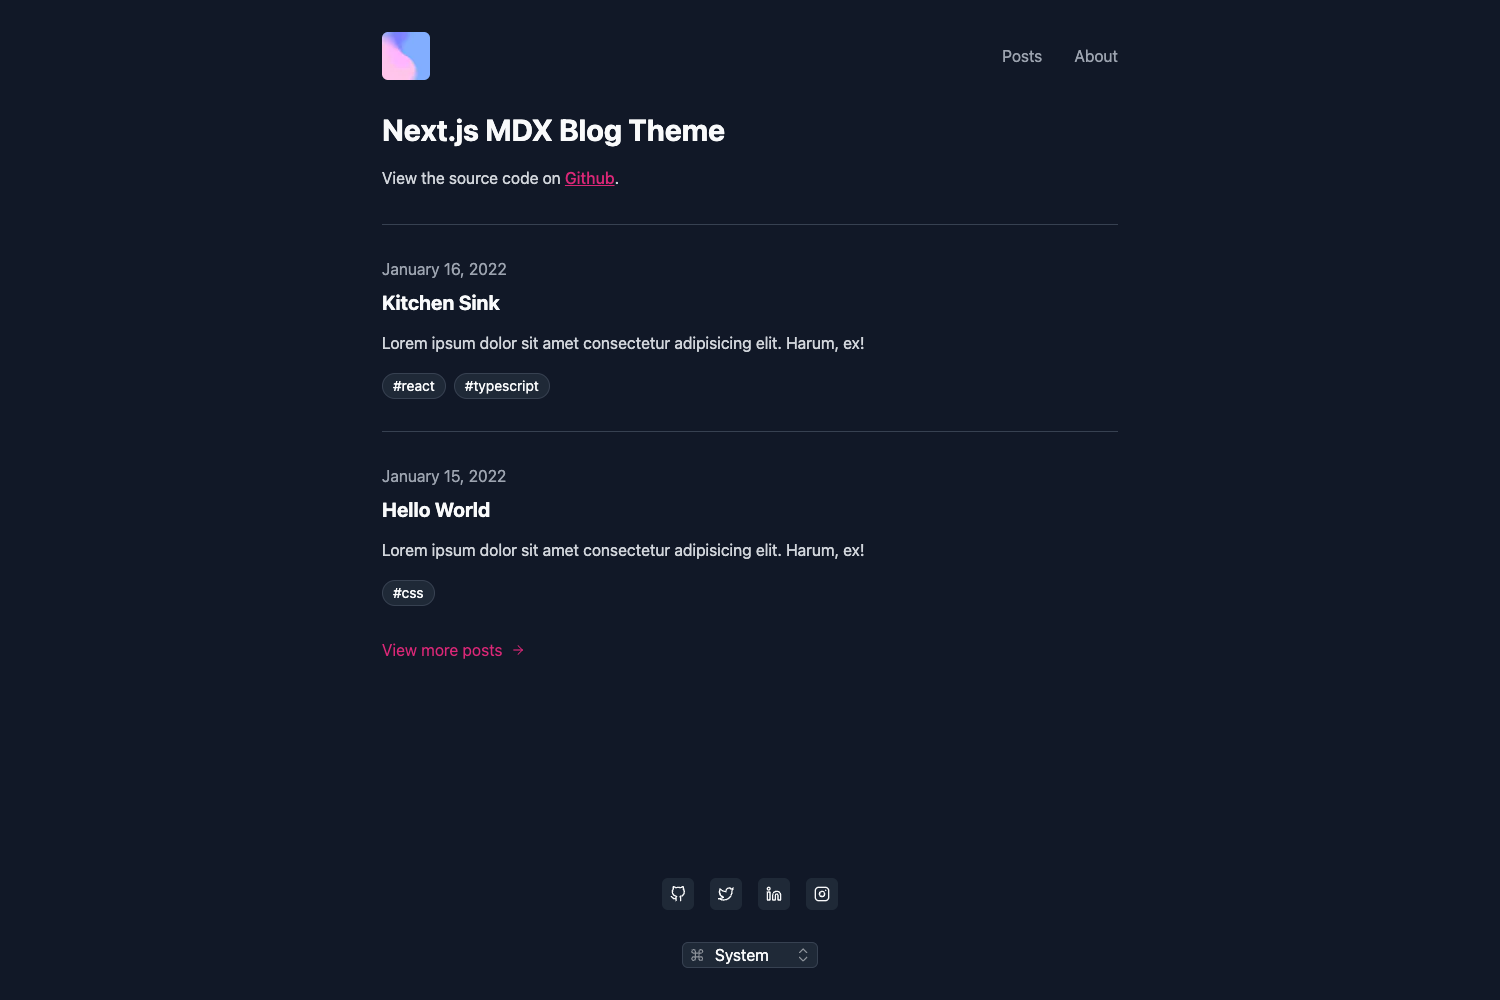 Posts About
Next.js MDX Blog Theme
View the source code on Github.
January 16, 2022
Kitchen Sink
Lorem ipsum dolor sit amet consectetur adipisicing elit. Harum, ex!
#react #typescript
January 15, 2022
Hello World
Lorem ipsum dolor sit amet consectetur adipisicing elit. Harum, ex!
#css
View more posts →
⌘ System